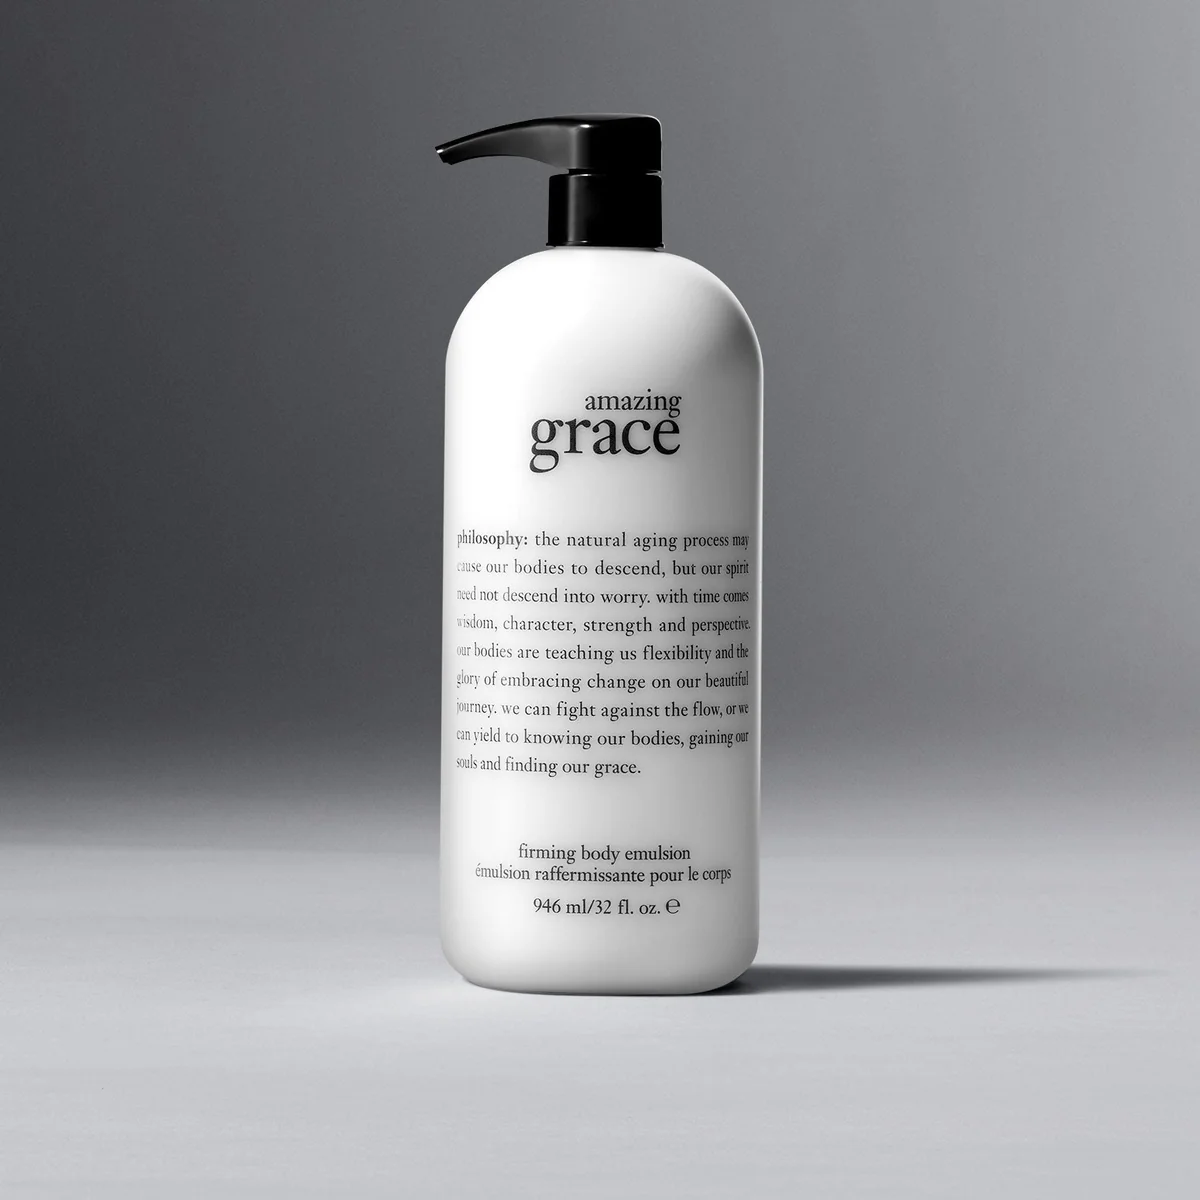 amazing
grace
philosophy: the natural aging process may
cause our bodies to descend, but our spirit
need not descend into worry. with time comes
wisdom, character, strength and perspective.
our bodies are teaching us flexibility and the
glory of embracing change on our beautiful
journey. we can fight against the flow, or we
can yield to knowing our bodies, gaining our
souls and finding our grace.
firming body emulsion
émulsion raffermissante pour le corps
946 ml/32 fl. oz. ℮